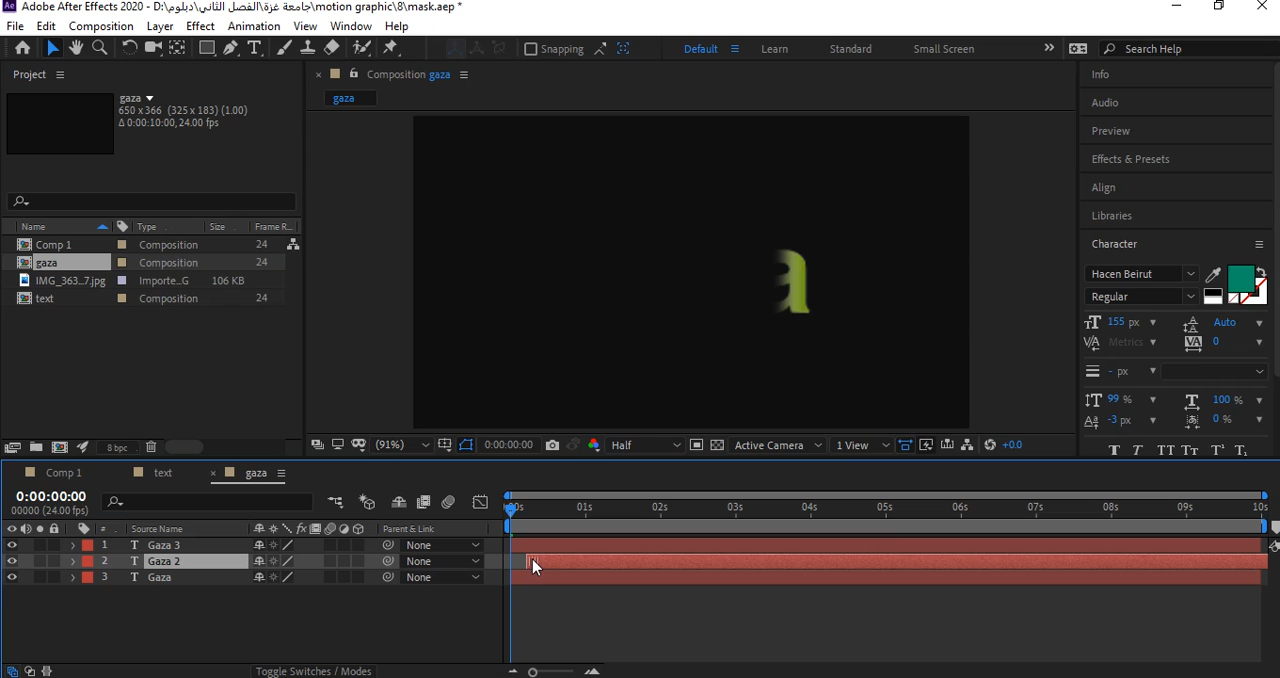 Adobe After Effects 2020 - D:\جامعة غزة\الفصل الثاني\دبلوم\motion graphic\8\mask.aep *
File Edit Composition Layer Effect Animation View Window Help
Snapping Default Learn Standard Small Screen Search Help
Project
gaza
650 x 366 (325 x 183) (1.00)
Δ 0:00:10:00, 24.00 fps
Name Type Size Frame R...
Comp 1 Composition 24
gaza Composition 24
IMG_363...7.jpg Importe...G 106 KB
text Composition 24
8 bpc
Composition gaza
gaza
a
(91%) 0:00:00:00 Half Active Camera 1 View +0.0
Info
Audio
Preview
Effects & Presets
Align
Libraries
Character
Hacen Beirut
Regular
155 px Auto
Metrics 0
- px
99 % 100 %
-3 px 0 %
T T TT Tt T T
Comp 1 text gaza
0:00:00:00
00000 (24.00 fps)
:00s 01s 02s 03s 04s 05s 06s 07s 08s 09s 10s
# Source Name Parent & Link
1 T Gaza 3 None
2 T Gaza 2 None
3 T Gaza None
Toggle Switches / Modes